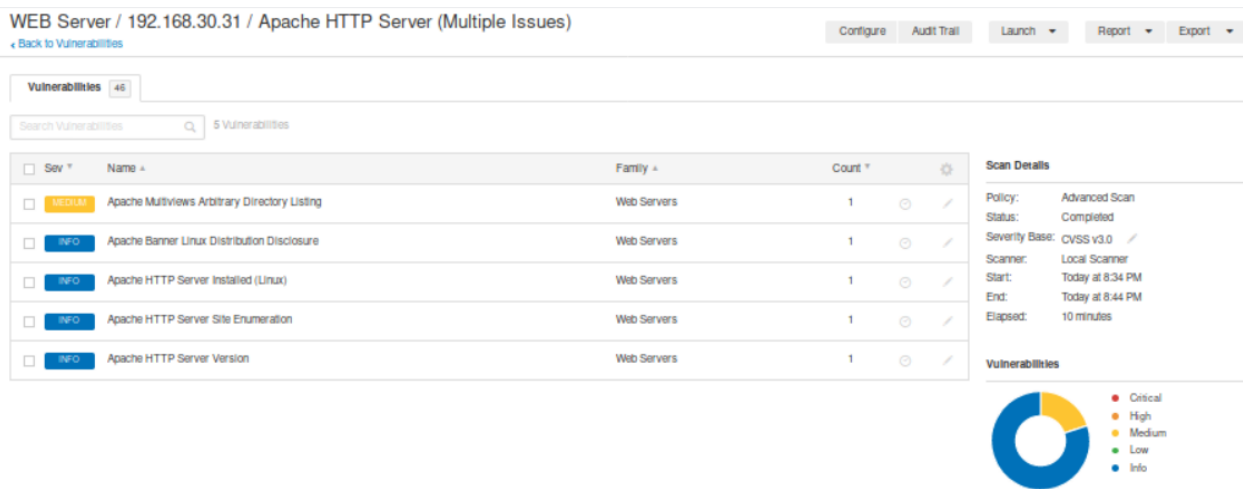 WEB Server / 192.168.30.31 / Apache HTTP Server (Multiple Issues)
Back to Vulnerabilities
Configure Audit Trail Launch Report Export
Vulnerabilities 46
Search Vulnerabilities 5 Vulnerabilities
Sev Name Family Count
MEDIUM Apache Multiviews Arbitrary Directory Listing Web Servers 1
INFO Apache Banner Linux Distribution Disclosure Web Servers 1
INFO Apache HTTP Server Installed (Linux) Web Servers 1
INFO Apache HTTP Server Site Enumeration Web Servers 1
INFO Apache HTTP Server Version Web Servers 1
Scan Details
Policy: Advanced Scan
Status: Completed
Severity Base: CVSS v3.0
Scanner: Local Scanner
Start: Today at 8:34 PM
End: Today at 8:44 PM
Elapsed: 10 minutes
Vulnerabilities
Critical
High
Medium
Low
Info